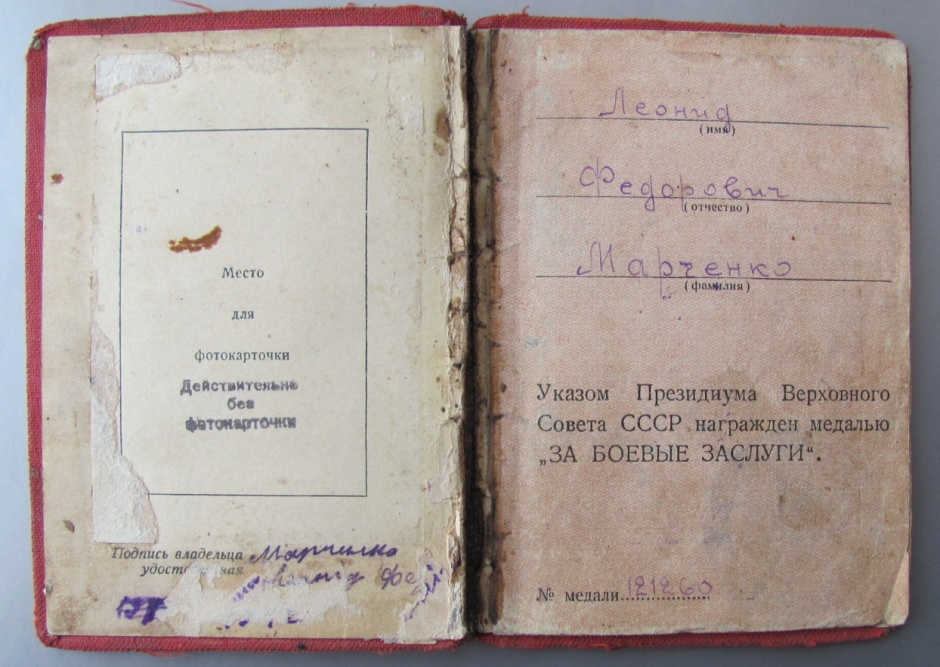 Место
для
фотокарточки
Действительно
без
фотокарточки
Подпись владельца Марченко
Леонид
(имя)
Федорович
(отчество)
Марченко
(фамилия)
Указом Президиума Верховного
Совета СССР награжден медалью
„ЗА БОЕВЫЕ ЗАСЛУГИ“.
№ медали 121260